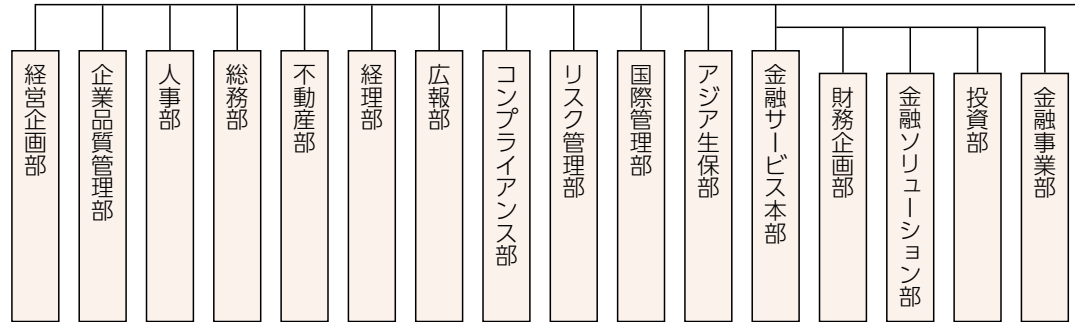 経営企画部
企業品質管理部
人事部
総務部
不動産部
経理部
広報部
コンプライアンス部
リスク管理部
国際管理部
アジア生保部
金融サービス本部
財務企画部
金融ソリューション部
投資部
金融事業部